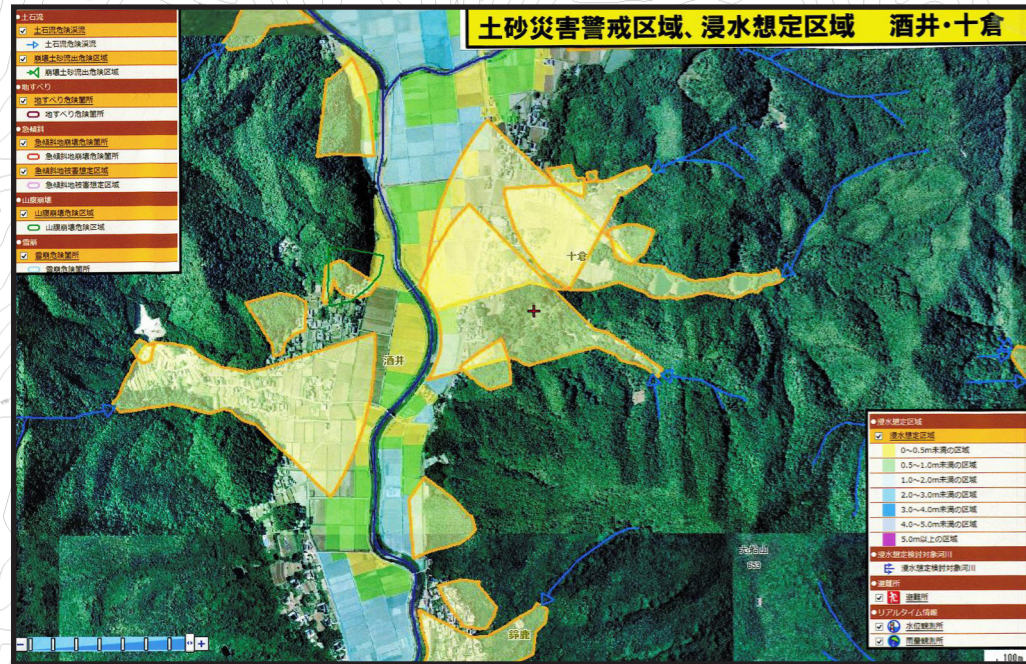 土砂災害警戒区域、浸水想定区域 酒井・十倉
土石流
土石流危険渓流
土石流危険渓流
崩壊土砂流出危険区域
崩壊土砂流出危険区域
地すべり
地すべり危険箇所
地すべり危険箇所
急傾斜
急傾斜地崩壊危険箇所
急傾斜地崩壊危険箇所
急傾斜地被害想定区域
急傾斜地被害想定区域
山腹崩壊
山腹崩壊危険区域
山腹崩壊危険区域
雪崩
雪崩危険箇所
雪崩危険箇所
十倉
酒井
大船山
653
鈴鹿
浸水想定区域
浸水想定区域
0～0.5m未満の区域
0.5～1.0m未満の区域
1.0～2.0m未満の区域
2.0～3.0m未満の区域
3.0～4.0m未満の区域
4.0～5.0m未満の区域
5.0m以上の区域
浸水想定検討対象河川
浸水想定検討対象河川
避難所
避難所
リアルタイム情報
水位観測所
雨量観測所
100m